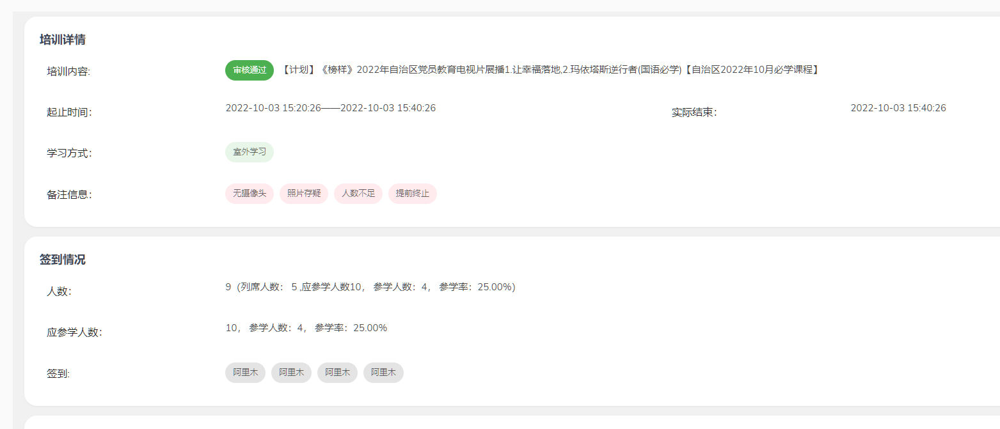 培训详情
培训内容: 审核通过 【计划】《榜样》2022年自治区党员教育电视片展播1.让幸福落地,2.玛依塔斯逆行者(国语必学)【自治区2022年10月必学课程】
起止时间: 2022-10-03 15:20:26——2022-10-03 15:40:26 实际结束: 2022-10-03 15:40:26
学习方式: 室外学习
备注信息: 无摄像头 照片存疑 人数不足 提前终止
签到情况
人数: 9 (列席人数: 5 ,应参学人数10, 参学人数: 4, 参学率: 25.00%)
应参学人数: 10, 参学人数: 4, 参学率: 25.00%
签到: 阿里木 阿里木 阿里木 阿里木